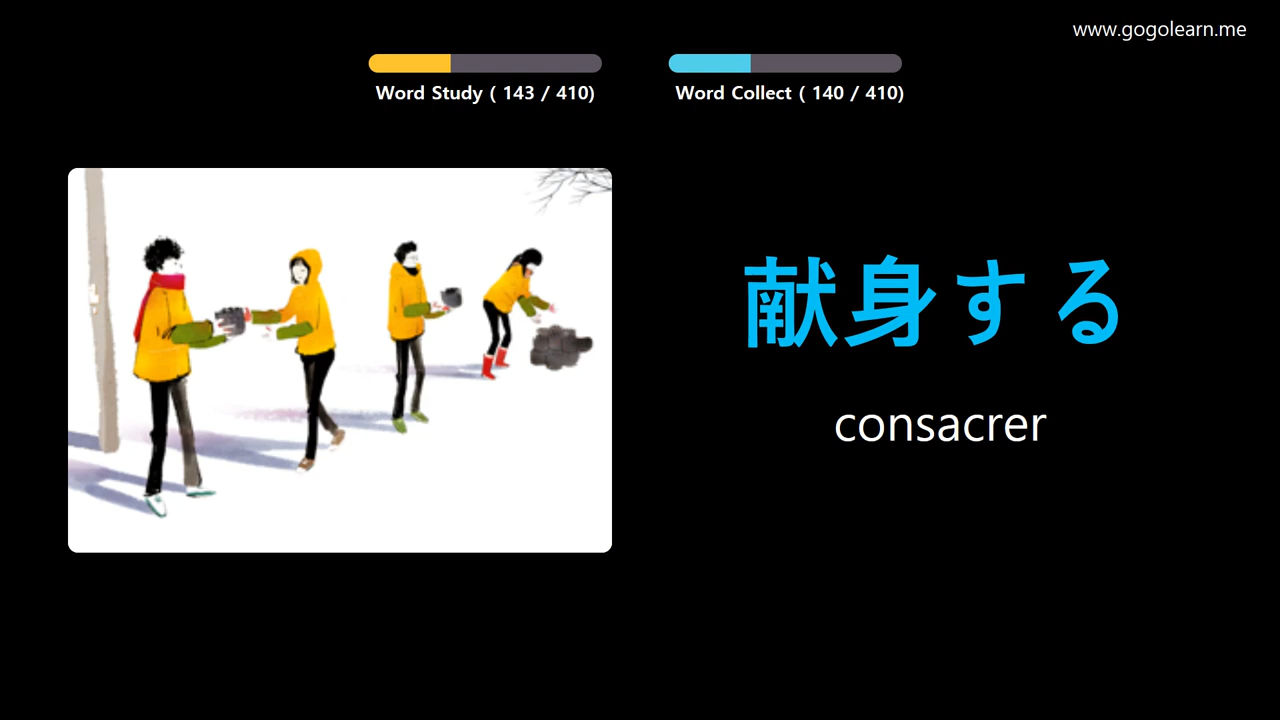 www.gogolearn.me
Word Study ( 143 / 410)
Word Collect ( 140 / 410)
献身する
consacrer